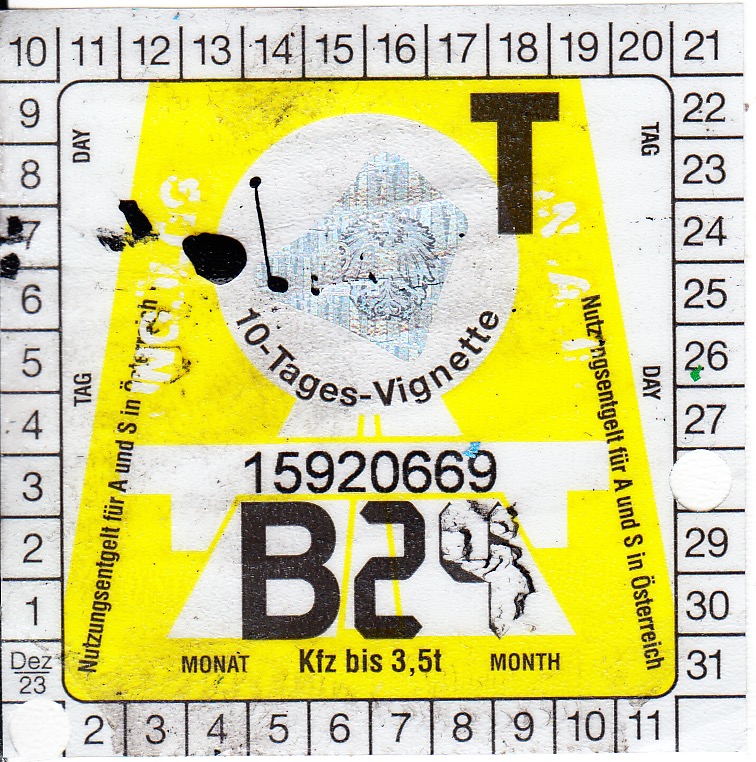 10 11 12 13 14 15 16 17 18 19 20 21
9 22
8 23
7 24
6 25
5 26
4 27
3
2 29
1 30
Dez 23 31
2 3 4 5 6 7 8 9 10 11
DAY
TAG
T
TAG
DAY
10-Tages-Vignette
Nutzungsentgelt für A und S in Österreich
Nutzungsentgelt für A und S in Österreich
15920669
B24
MONAT Kfz bis 3,5t MONTH